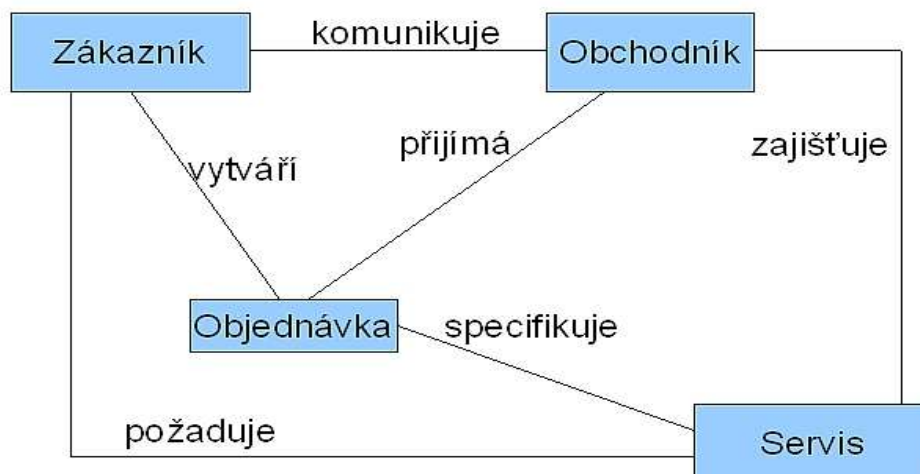 komunikuje
Zákazník
Obchodník
přijímá
zajišťuje
vytváří
Objednávka
specifikuje
požaduje
Servis